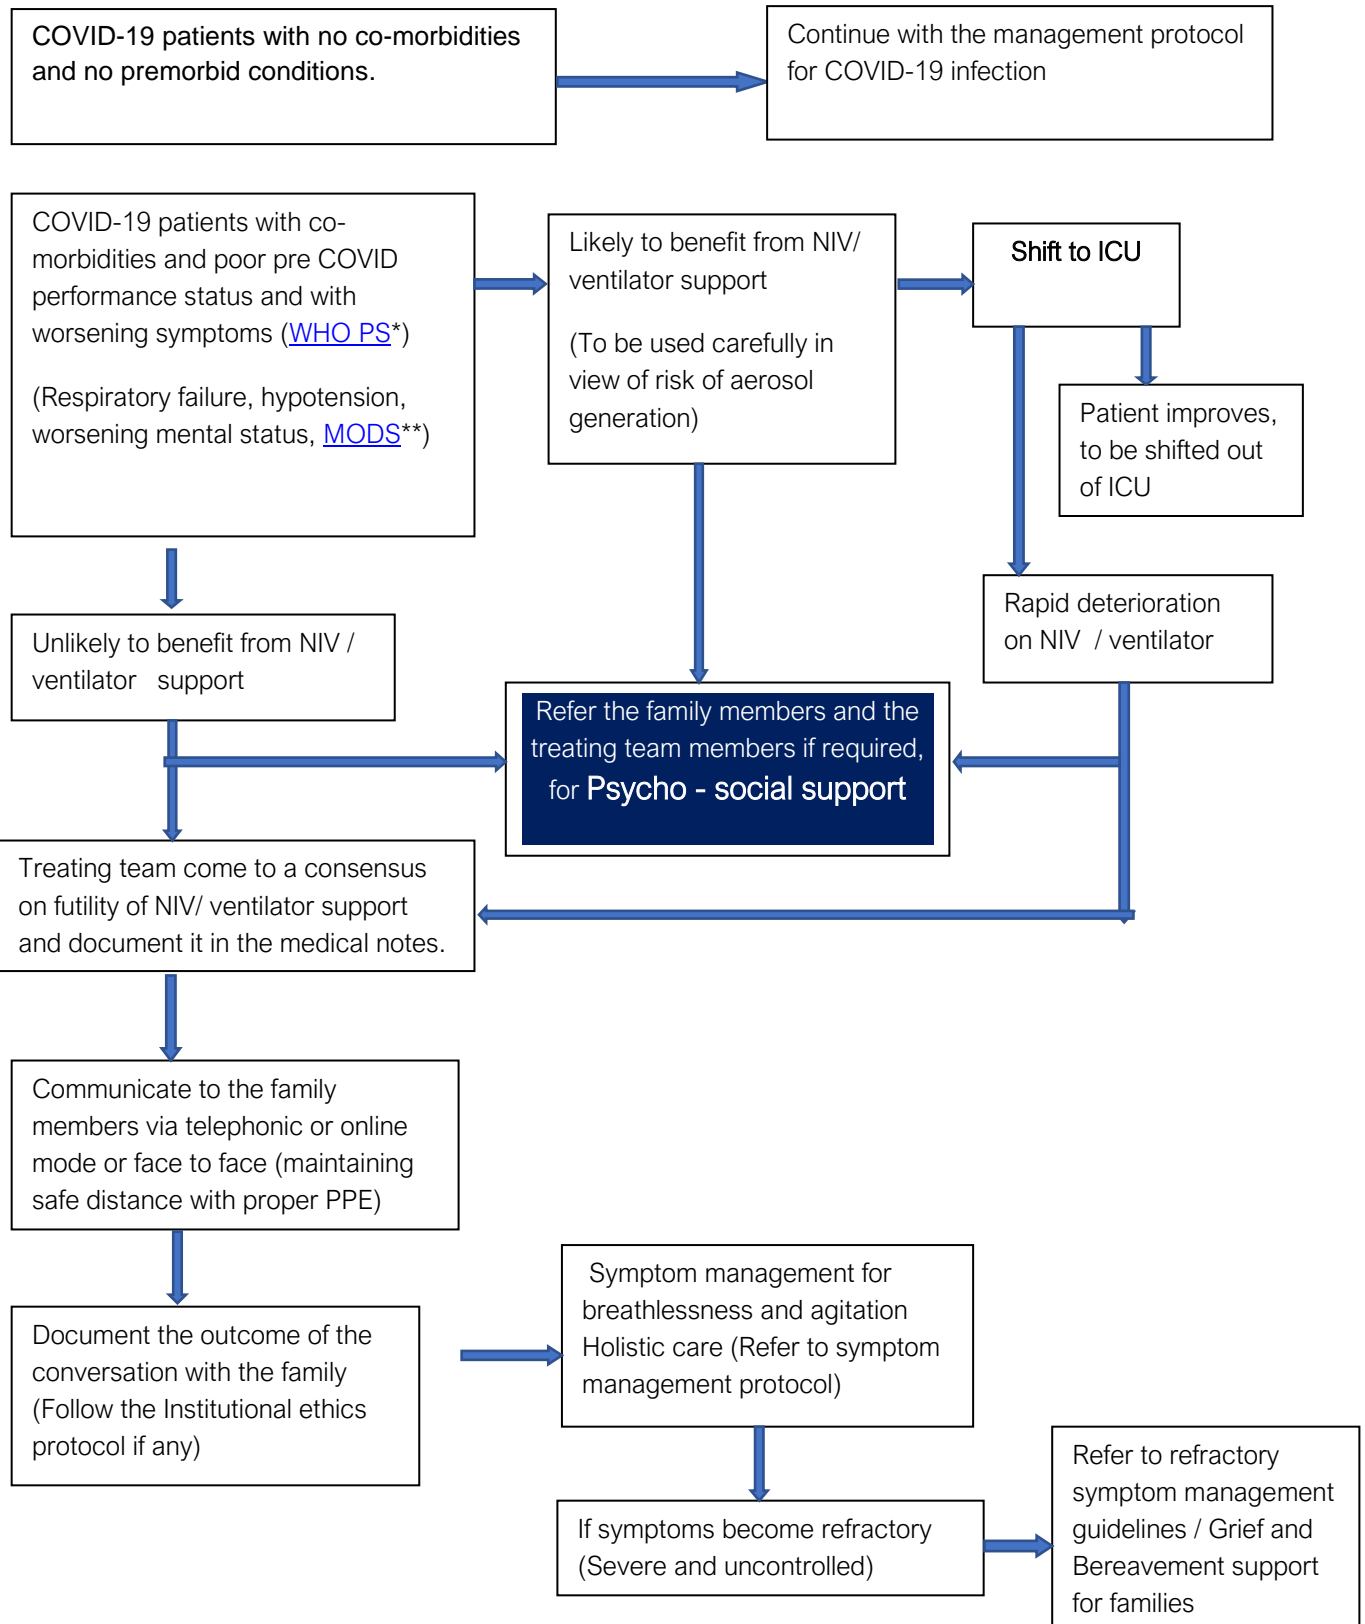 COVID-19 patients with no co-morbidities
and no premorbid conditions.
Continue with the management protocol
for COVID-19 infection
COVID-19 patients with co-
morbidities and poor pre COVID
performance status and with
worsening symptoms (WHO PS*)
(Respiratory failure, hypotension,
worsening mental status, MODS**)
Likely to benefit from NIV/
ventilator support
(To be used carefully in
view of risk of aerosol
generation)
Shift to ICU
Patient improves,
to be shifted out
of ICU
Rapid deterioration
on NIV / ventilator
Unlikely to benefit from NIV /
ventilator support
Refer the family members and the
treating team members if required,
for Psycho - social support
Treating team come to a consensus
on futility of NIV/ ventilator support
and document it in the medical notes.
Communicate to the family
members via telephonic or online
mode or face to face (maintaining
safe distance with proper PPE)
Document the outcome of the
conversation with the family
(Follow the Institutional ethics
protocol if any)
Symptom management for
breathlessness and agitation
Holistic care (Refer to symptom
management protocol)
If symptoms become refractory
(Severe and uncontrolled)
Refer to refractory
symptom management
guidelines / Grief and
Bereavement support
for families